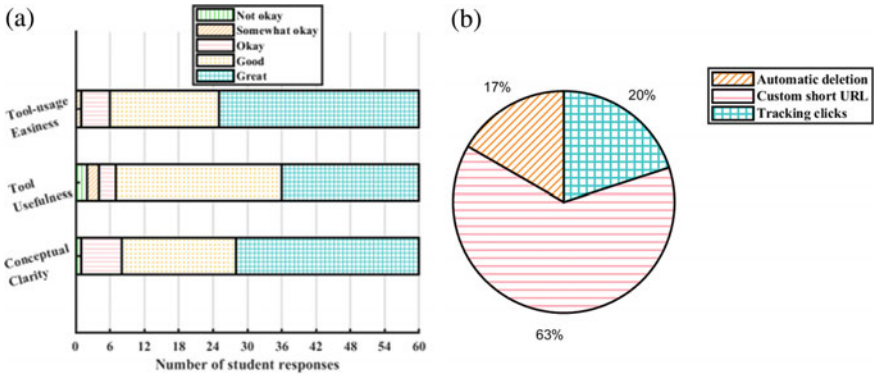 (a)
Not okay
Somewhat okay
Okay
Good
Great
Tool-usage
Easiness
Tool
Usefulness
Conceptual
Clarity
0 6 12 18 24 30 36 42 48 54 60
Number of student responses
(b)
17%
20%
63%
Automatic deletion
Custom short URL
Tracking clicks